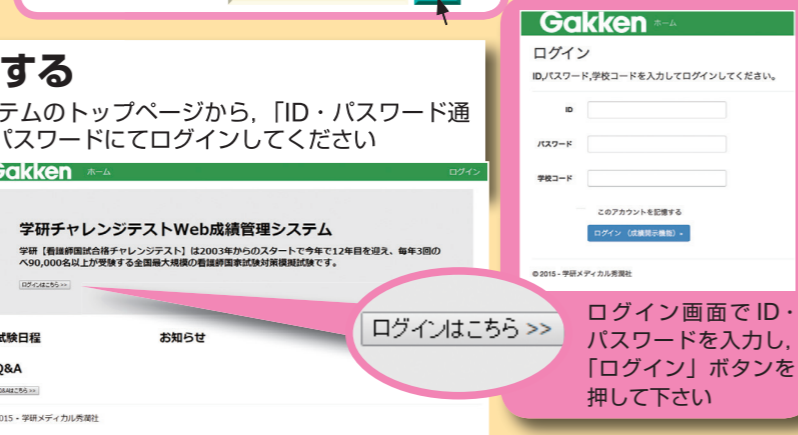 する
ステムのトップページから，「ID・パスワード通
パスワードにてログインしてください
Gakken ホーム ログイン
学研チャレンジテストWeb成績管理システム
学研【看護師国試合格チャレンジテスト】は2003年からのスタートで今年で12年目を迎え、毎年3回の
べ90,000名以上が受験する全国最大規模の看護師国家試験対策模擬試験です。
ログインはこちら >>
試験日程 お知らせ
Q&A
Q&Aはこちら >>
2015 - 学研メディカル秀潤社
ログインはこちら >>
Gakken ホーム
ログイン
ID,パスワード,学校コードを入力してログインしてください。
ID
パスワード
学校コード
このアカウントを記憶する
ログイン（成績開示機能）
© 2015 - 学研メディカル秀潤社
ログイン画面で ID・
パスワードを入力し，
「ログイン」ボタンを
押して下さい